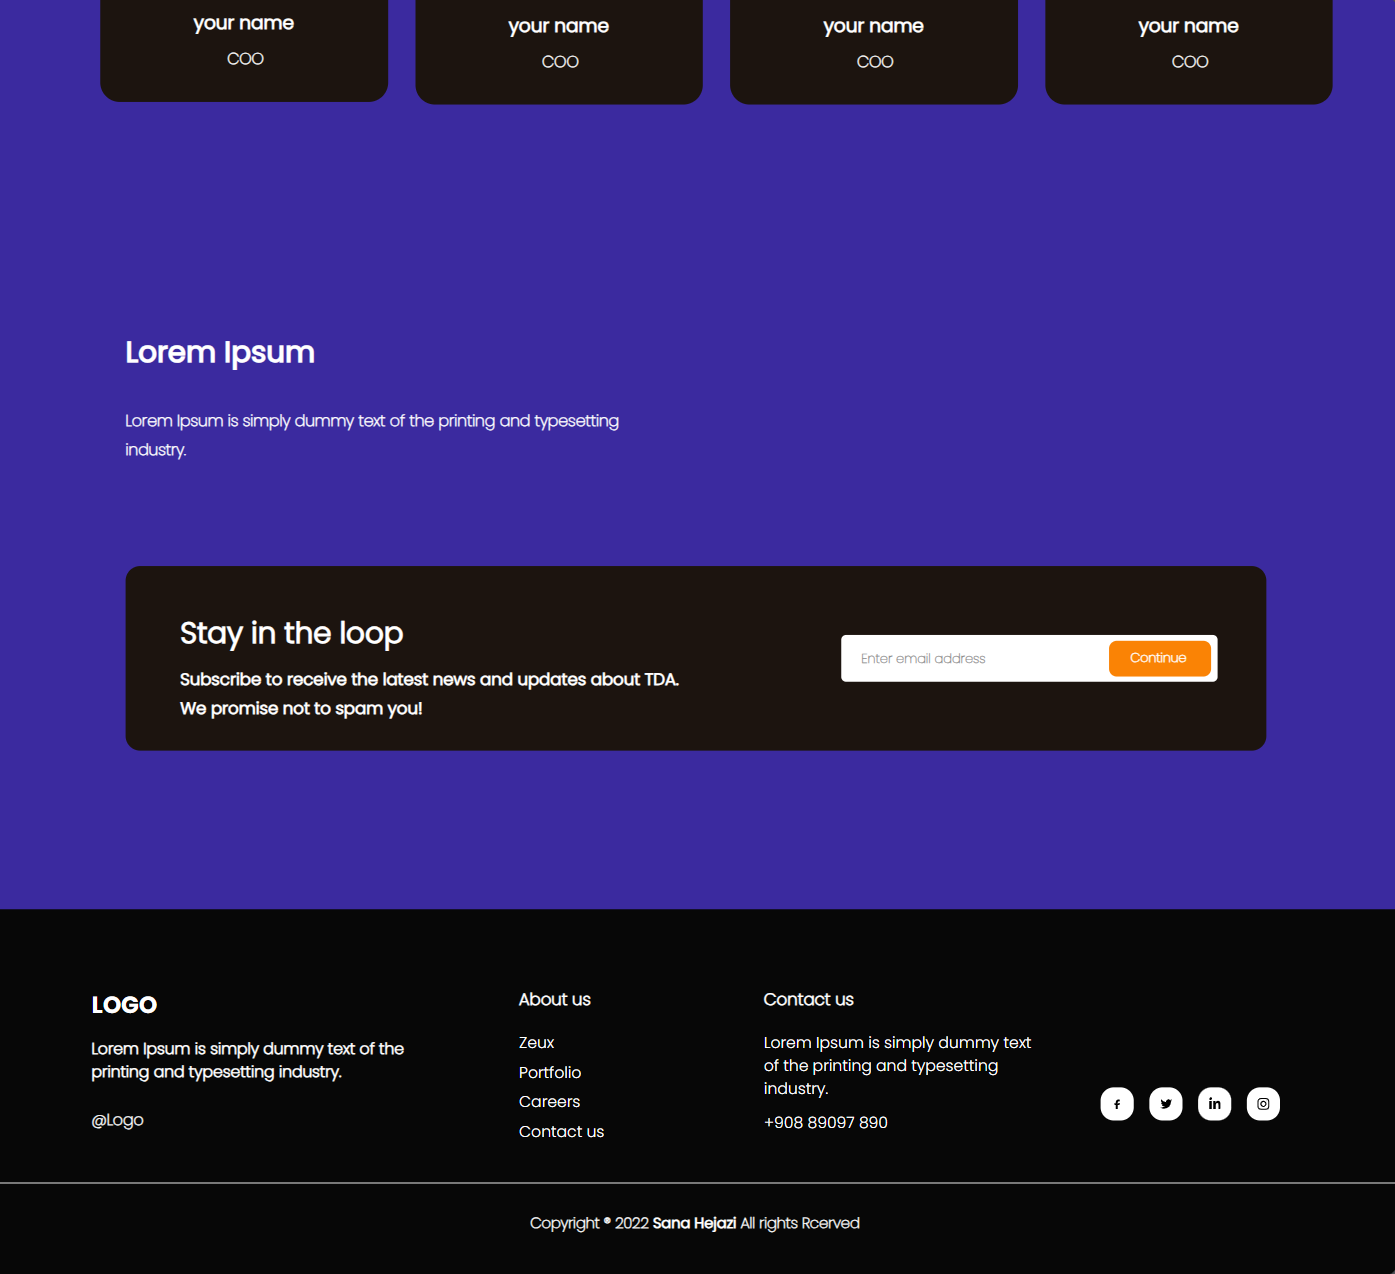 your name
your name
your name
your name
COO
COO
COO
COO
Lorem Ipsum
Lorem Ipsum is simply dummy text of the printing and typesetting
industry.
Stay in the loop
Subscribe to receive the latest news and updates about TDA.
We promise not to spam you!
Enter email address
Continue
LOGO
Lorem Ipsum is simply dummy text of the
printing and typesetting industry.
@Logo
About us
Zeux
Portfolio
Careers
Contact us
Contact us
Lorem Ipsum is simply dummy text
of the printing and typesetting
industry.
+908 89097 890
Copyright ® 2022 Sana Hejazi All rights Rcerved